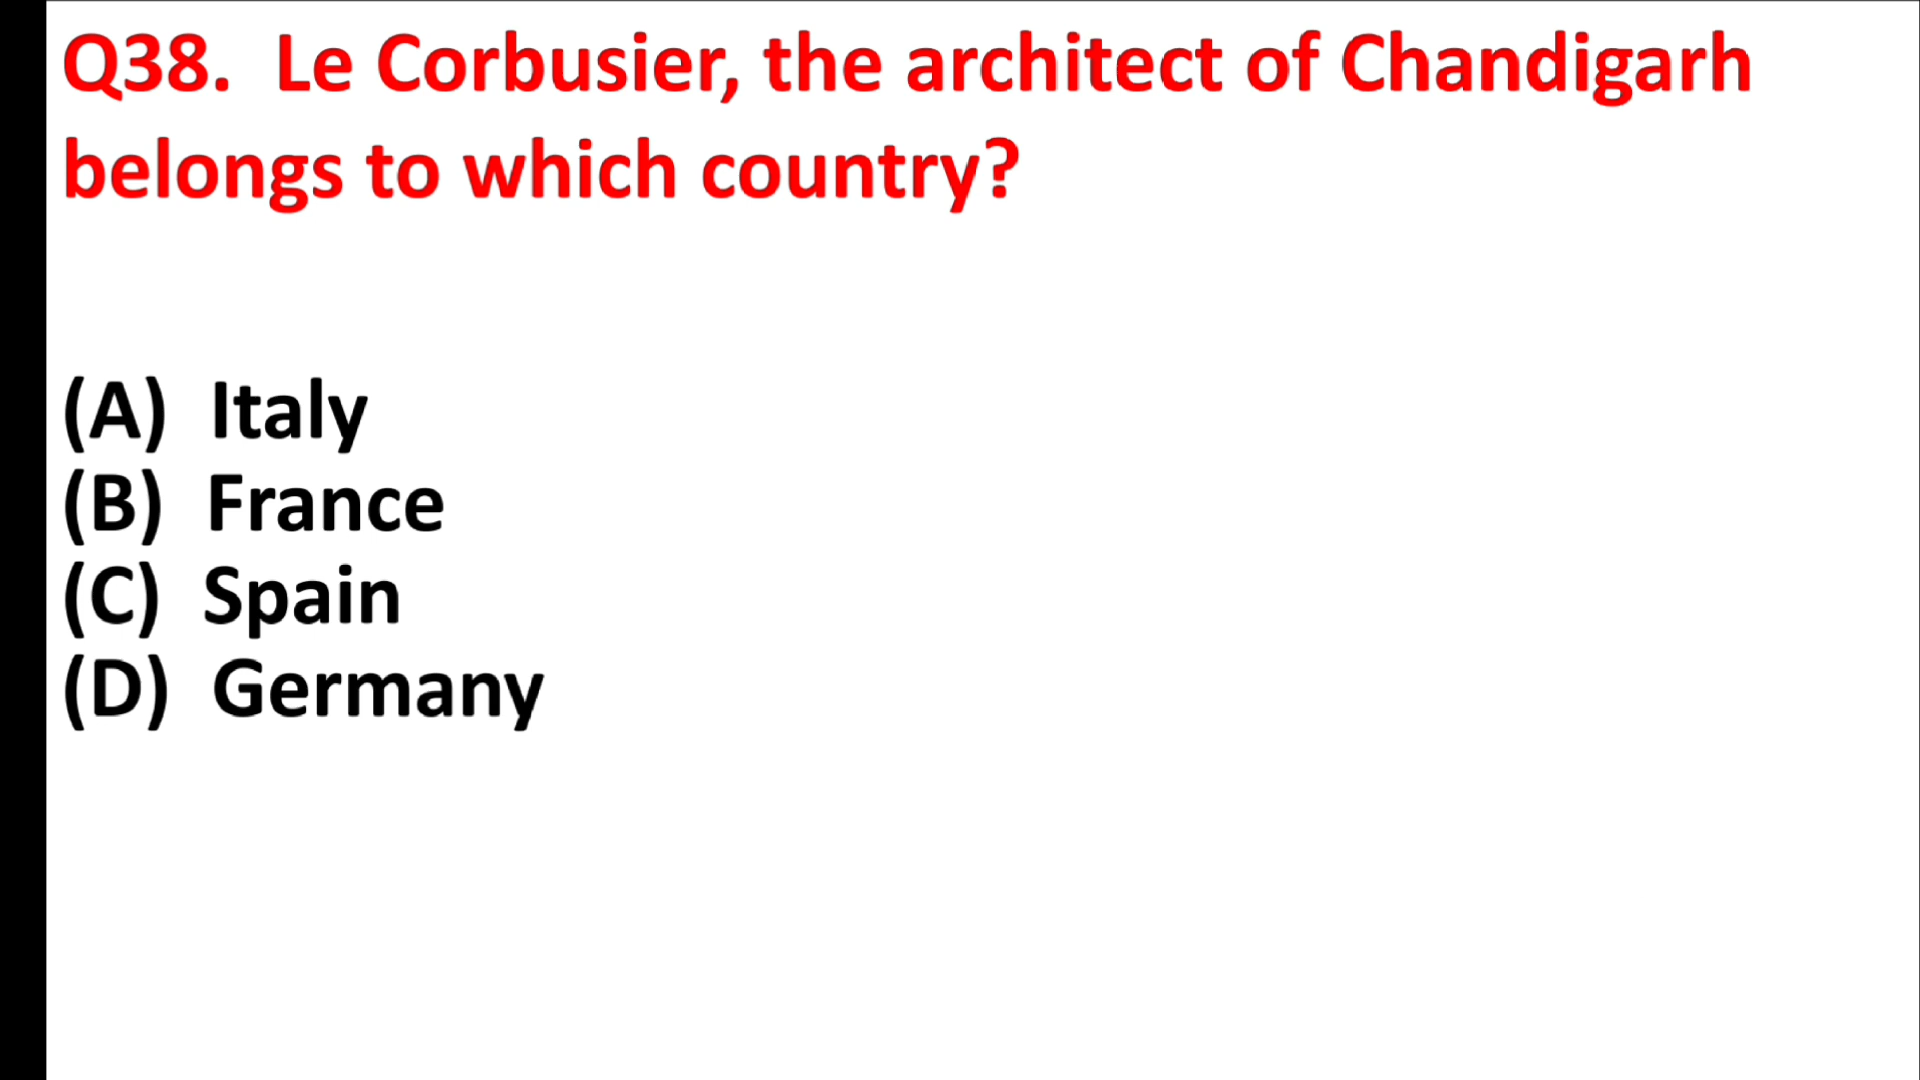 Q38.  Le Corbusier, the architect of Chandigarh
belongs to which country?
(A)  Italy
(B)  France
(C)  Spain
(D)  Germany